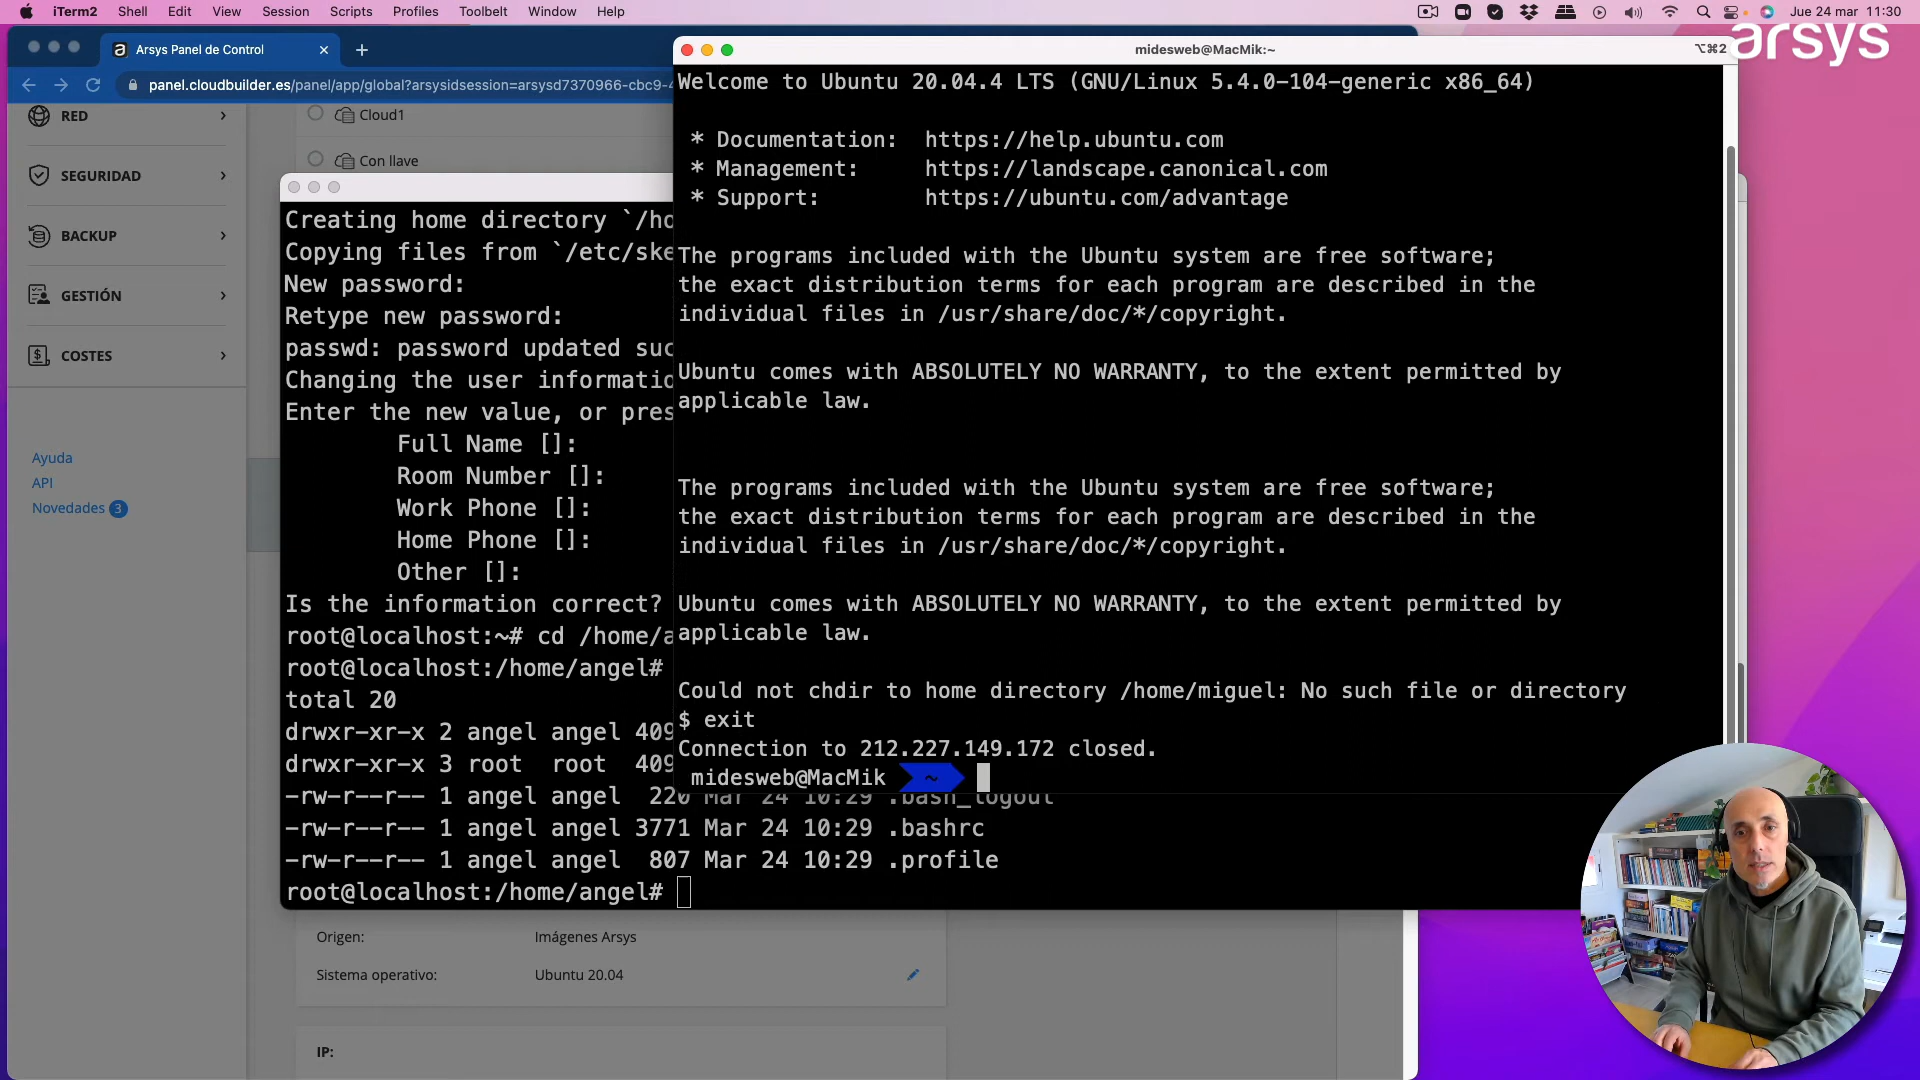 iTerm2 Shell Edit View Session Scripts Profiles Toolbelt Window Help Jue 24 mar 11:30
arsys
Arsys Panel de Control
panel.cloudbuilder.es/panel/app/global?arsysidsession=arsysd7370966-cbc9-4
RED
SEGURIDAD
BACKUP
GESTIÓN
COSTES
Ayuda
API
Novedades 3
Cloud1
Con llave
Creating home directory `/ho
Copying files from `/etc/ske
New password:
Retype new password:
passwd: password updated suc
Changing the user informatio
Enter the new value, or pres
Full Name []:
Room Number []:
Work Phone []:
Home Phone []:
Other []:
Is the information correct?
root@localhost:~# cd /home/a
root@localhost:/home/angel#
total 20
drwxr-xr-x 2 angel angel 409
drwxr-xr-x 3 root root 409
-rw-r--r-- 1 angel angel 220 Mar 24 10:29 .bash_logout
-rw-r--r-- 1 angel angel 3771 Mar 24 10:29 .bashrc
-rw-r--r-- 1 angel angel 807 Mar 24 10:29 .profile
root@localhost:/home/angel#
midesweb@MacMik:~
⌥⌘2
Welcome to Ubuntu 20.04.4 LTS (GNU/Linux 5.4.0-104-generic x86_64)
* Documentation: https://help.ubuntu.com
* Management: https://landscape.canonical.com
* Support: https://ubuntu.com/advantage
The programs included with the Ubuntu system are free software;
the exact distribution terms for each program are described in the
individual files in /usr/share/doc/*/copyright.
Ubuntu comes with ABSOLUTELY NO WARRANTY, to the extent permitted by
applicable law.
The programs included with the Ubuntu system are free software;
the exact distribution terms for each program are described in the
individual files in /usr/share/doc/*/copyright.
Ubuntu comes with ABSOLUTELY NO WARRANTY, to the extent permitted by
applicable law.
Could not chdir to home directory /home/miguel: No such file or directory
$ exit
Connection to 212.227.149.172 closed.
midesweb@MacMik ~
Origen: Imágenes Arsys
Sistema operativo: Ubuntu 20.04
IP: